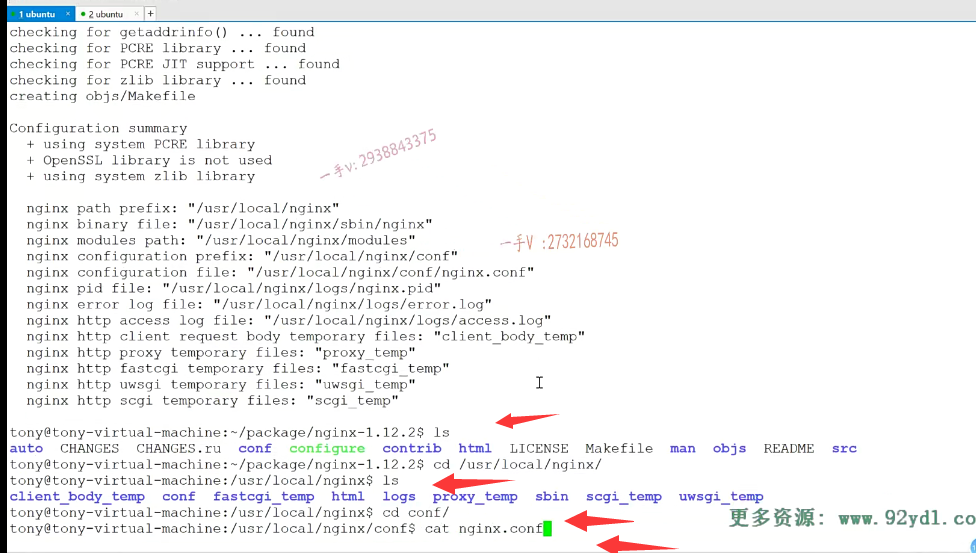 1 ubuntu × 2 ubuntu × +
checking for getaddrinfo() ... found
checking for PCRE library ... found
checking for PCRE JIT support ... found
checking for zlib library ... found
creating objs/Makefile
Configuration summary
+ using system PCRE library
+ OpenSSL library is not used
+ using system zlib library
一手v: 2938843375
nginx path prefix: "/usr/local/nginx"
nginx binary file: "/usr/local/nginx/sbin/nginx"
nginx modules path: "/usr/local/nginx/modules"
一手V :2732168745
nginx configuration prefix: "/usr/local/nginx/conf"
nginx configuration file: "/usr/local/nginx/conf/nginx.conf"
nginx pid file: "/usr/local/nginx/logs/nginx.pid"
nginx error log file: "/usr/local/nginx/logs/error.log"
nginx http access log file: "/usr/local/nginx/logs/access.log"
nginx http client request body temporary files: "client_body_temp"
nginx http proxy temporary files: "proxy_temp"
nginx http fastcgi temporary files: "fastcgi_temp"
nginx http uwsgi temporary files: "uwsgi_temp"
nginx http scgi temporary files: "scgi_temp"
tony@tony-virtual-machine:~/package/nginx-1.12.2$ ls
auto CHANGES CHANGES.ru conf configure contrib html LICENSE Makefile man objs README src
tony@tony-virtual-machine:~/package/nginx-1.12.2$ cd /usr/local/nginx/
tony@tony-virtual-machine:/usr/local/nginx$ ls
client_body_temp conf fastcgi_temp html logs proxy_temp sbin scgi_temp uwsgi_temp
tony@tony-virtual-machine:/usr/local/nginx$ cd conf/
tony@tony-virtual-machine:/usr/local/nginx/conf$ cat nginx.conf
更多资源: www.92ydl.co